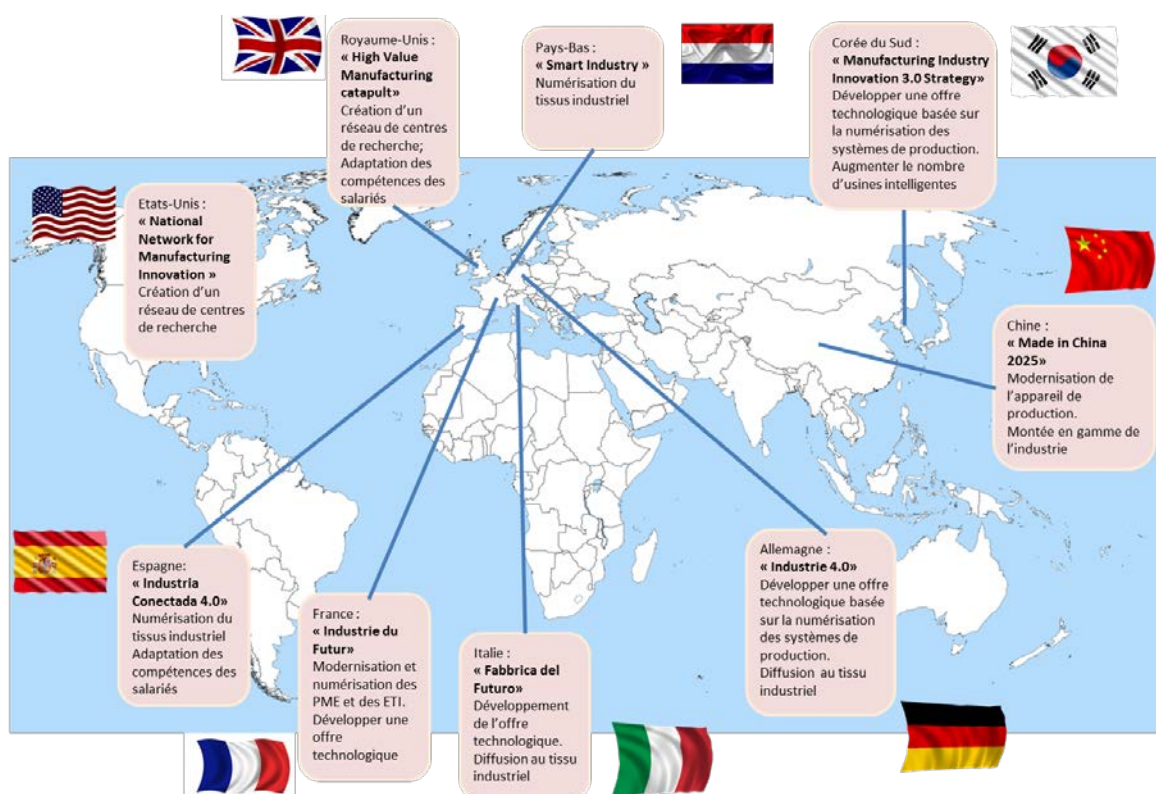 Royaume-Unis :
« High Value
Manufacturing
catapult»
Création d’un
réseau de centres
de recherche;
Adaptation des
compétences des
salariés
Pays-Bas :
« Smart Industry »
Numérisation du
tissus industriel
Corée du Sud :
« Manufacturing Industry
Innovation 3.0 Strategy»
Développer une offre
technologique basée sur
la numérisation des
systèmes de production.
Augmenter le nombre
d’usines intelligentes
Etats-Unis :
« National
Network for
Manufacturing
Innovation »
Création d’un
réseau de centres
de recherche
Chine :
« Made in China
2025»
Modernisation de
l’appareil de
production.
Montée en gamme de
l’industrie
Espagne:
« Industria
Conectada 4.0»
Numérisation du
tissus industriel
Adaptation des
compétences des
salariés
France :
« Industrie du
Futur»
Modernisation et
numérisation des
PME et des ETI.
Développer une
offre
technologique
Italie :
« Fabbrica del
Futuro»
Développement
de l’offre
technologique.
Diffusion au tissu
industriel
Allemagne :
« Industrie 4.0»
Développer une offre
technologique basée
sur la numérisation
des systèmes de
production.
Diffusion au tissu
industriel